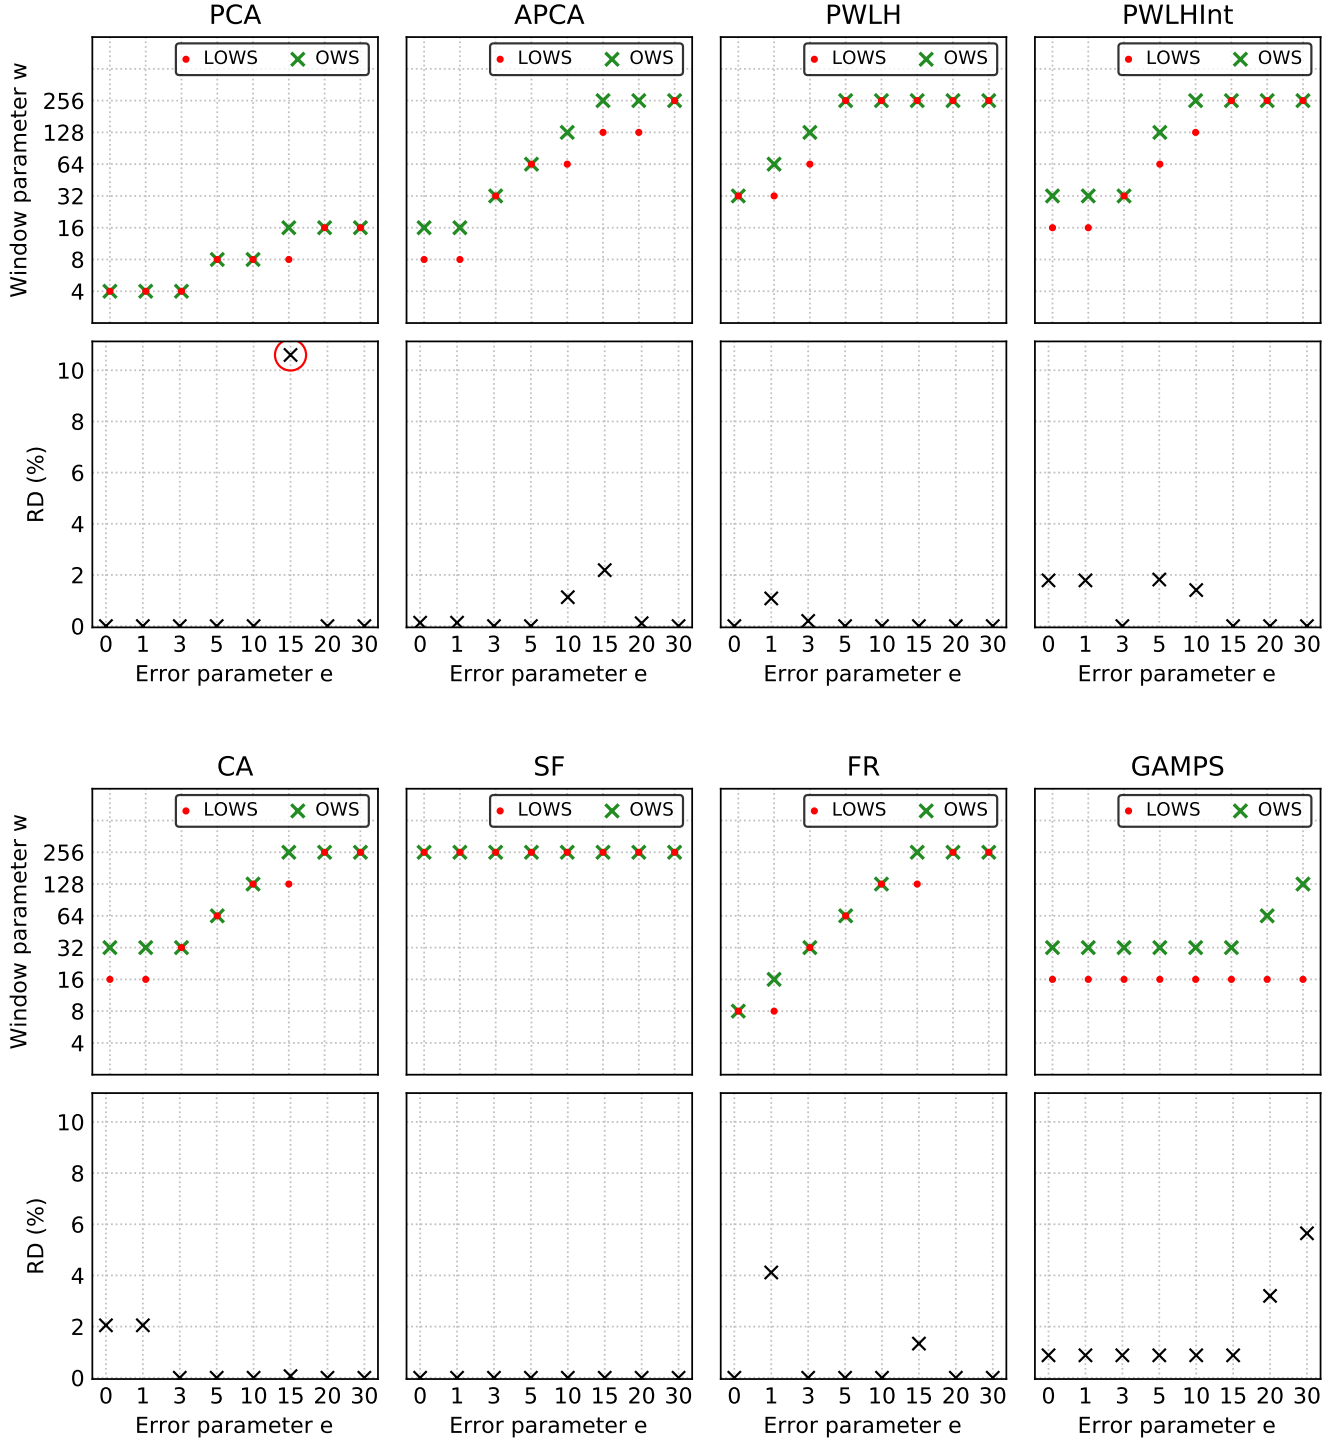 PCA APCA PWLH PWLHInt
LOWS OWS LOWS OWS LOWS OWS LOWS OWS
Window parameter w
256
128
64
32
16
8
4
RD (%)
10
8
6
4
2
0
0 1 3 5 10 15 20 30 0 1 3 5 10 15 20 30 0 1 3 5 10 15 20 30 0 1 3 5 10 15 20 30
Error parameter e Error parameter e Error parameter e Error parameter e
CA SF FR GAMPS
LOWS OWS LOWS OWS LOWS OWS LOWS OWS
Window parameter w
256
128
64
32
16
8
4
RD (%)
10
8
6
4
2
0
0 1 3 5 10 15 20 30 0 1 3 5 10 15 20 30 0 1 3 5 10 15 20 30 0 1 3 5 10 15 20 30
Error parameter e Error parameter e Error parameter e Error parameter e